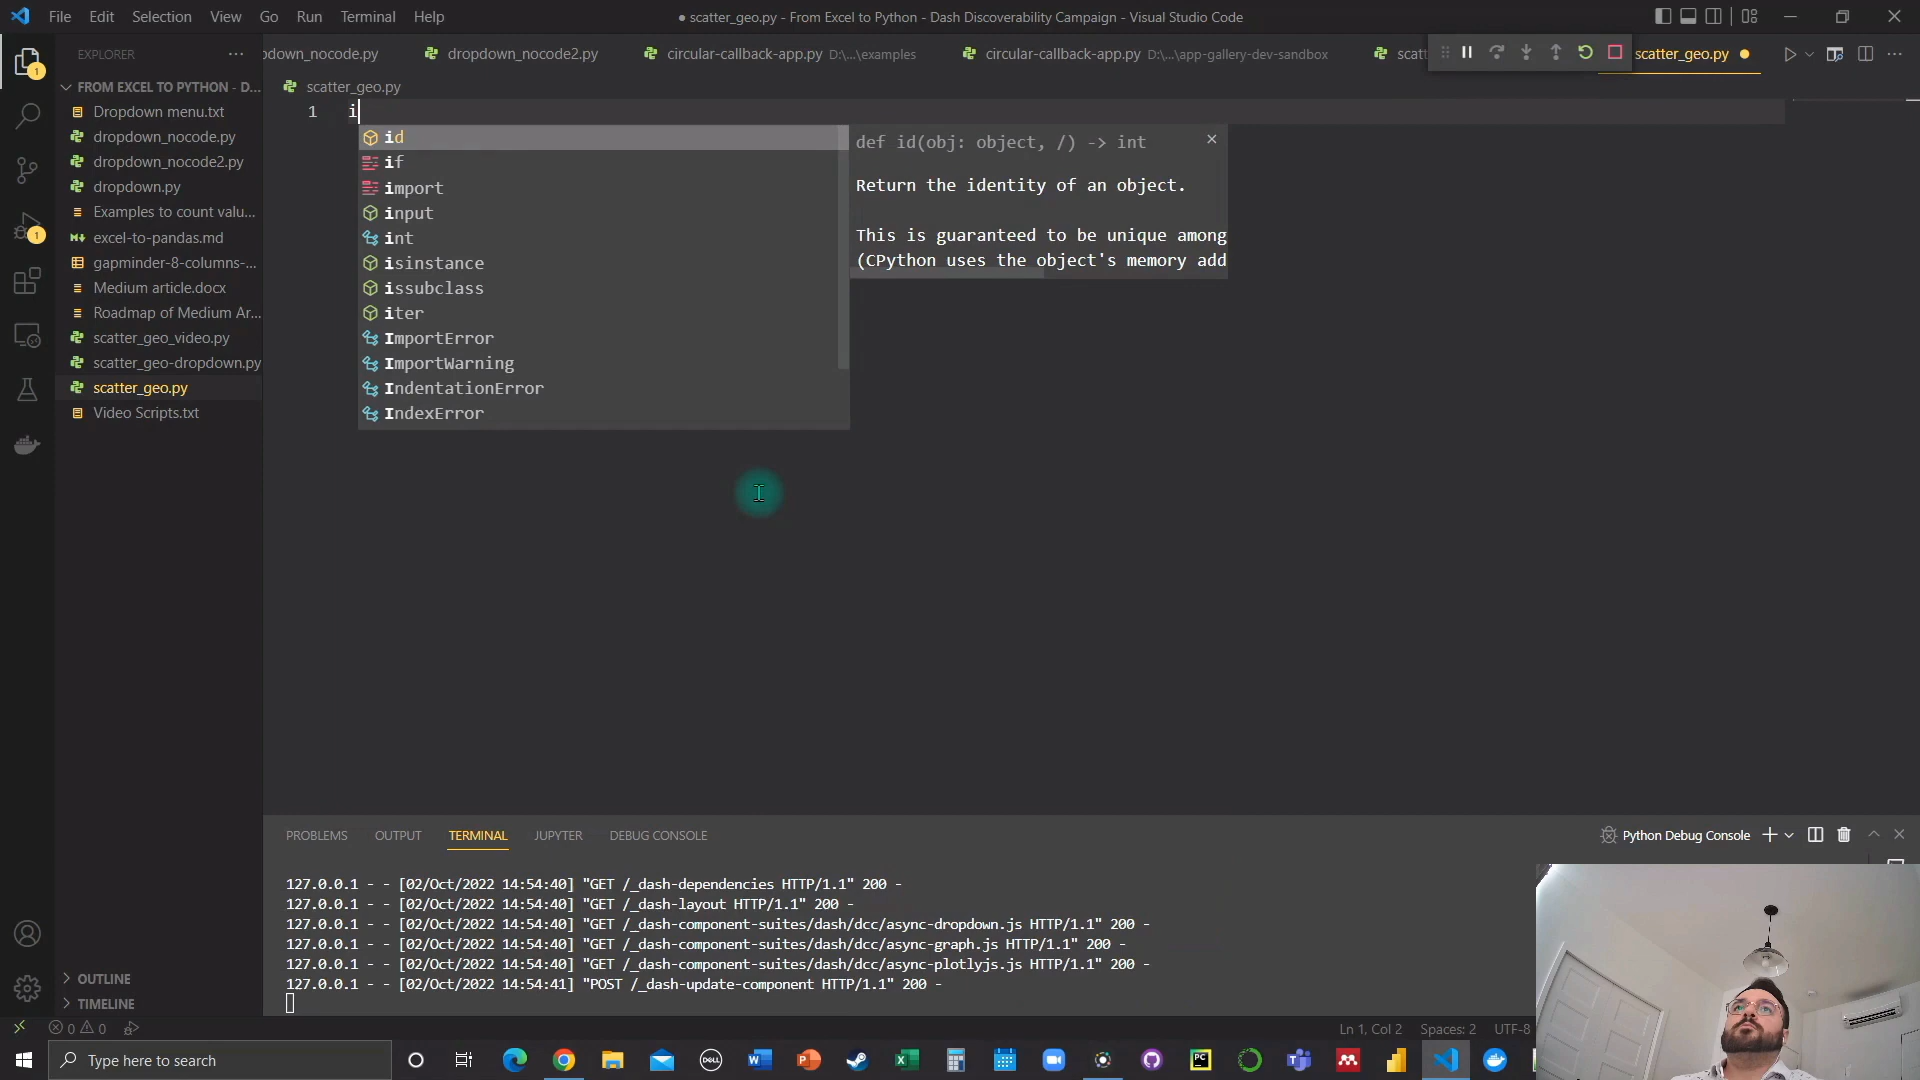 File Edit Selection View Go Run Terminal Help
● scatter_geo.py - From Excel to Python - Dash Discoverability Campaign - Visual Studio Code
EXPLORER ...
FROM EXCEL TO PYTHON - D...
Dropdown menu.txt
dropdown_nocode.py
dropdown_nocode2.py
dropdown.py
Examples to count valu...
excel-to-pandas.md
gapminder-8-columns-...
Medium article.docx
Roadmap of Medium Ar...
scatter_geo_video.py
scatter_geo-dropdown.py
scatter_geo.py
Video Scripts.txt
OUTLINE
TIMELINE
1
1
pdown_nocode.py dropdown_nocode2.py circular-callback-app.py D:\...\examples circular-callback-app.py D:\...\app-gallery-dev-sandbox scatt scatter_geo.py
scatter_geo.py
1 i
id
if
import
input
int
isinstance
issubclass
iter
ImportError
ImportWarning
IndentationError
IndexError
def id(obj: object, /) -> int
Return the identity of an object.
This is guaranteed to be unique among
(CPython uses the object's memory add
PROBLEMS OUTPUT TERMINAL JUPYTER DEBUG CONSOLE
Python Debug Console
127.0.0.1 - - [02/Oct/2022 14:54:40] "GET /_dash-dependencies HTTP/1.1" 200 -
127.0.0.1 - - [02/Oct/2022 14:54:40] "GET /_dash-layout HTTP/1.1" 200 -
127.0.0.1 - - [02/Oct/2022 14:54:40] "GET /_dash-component-suites/dash/dcc/async-dropdown.js HTTP/1.1" 200 -
127.0.0.1 - - [02/Oct/2022 14:54:40] "GET /_dash-component-suites/dash/dcc/async-graph.js HTTP/1.1" 200 -
127.0.0.1 - - [02/Oct/2022 14:54:40] "GET /_dash-component-suites/dash/dcc/async-plotlyjs.js HTTP/1.1" 200 -
127.0.0.1 - - [02/Oct/2022 14:54:41] "POST /_dash-update-component HTTP/1.1" 200 -
0 0
Ln 1, Col 2 Spaces: 2 UTF-8
Type here to search
DELL
PC